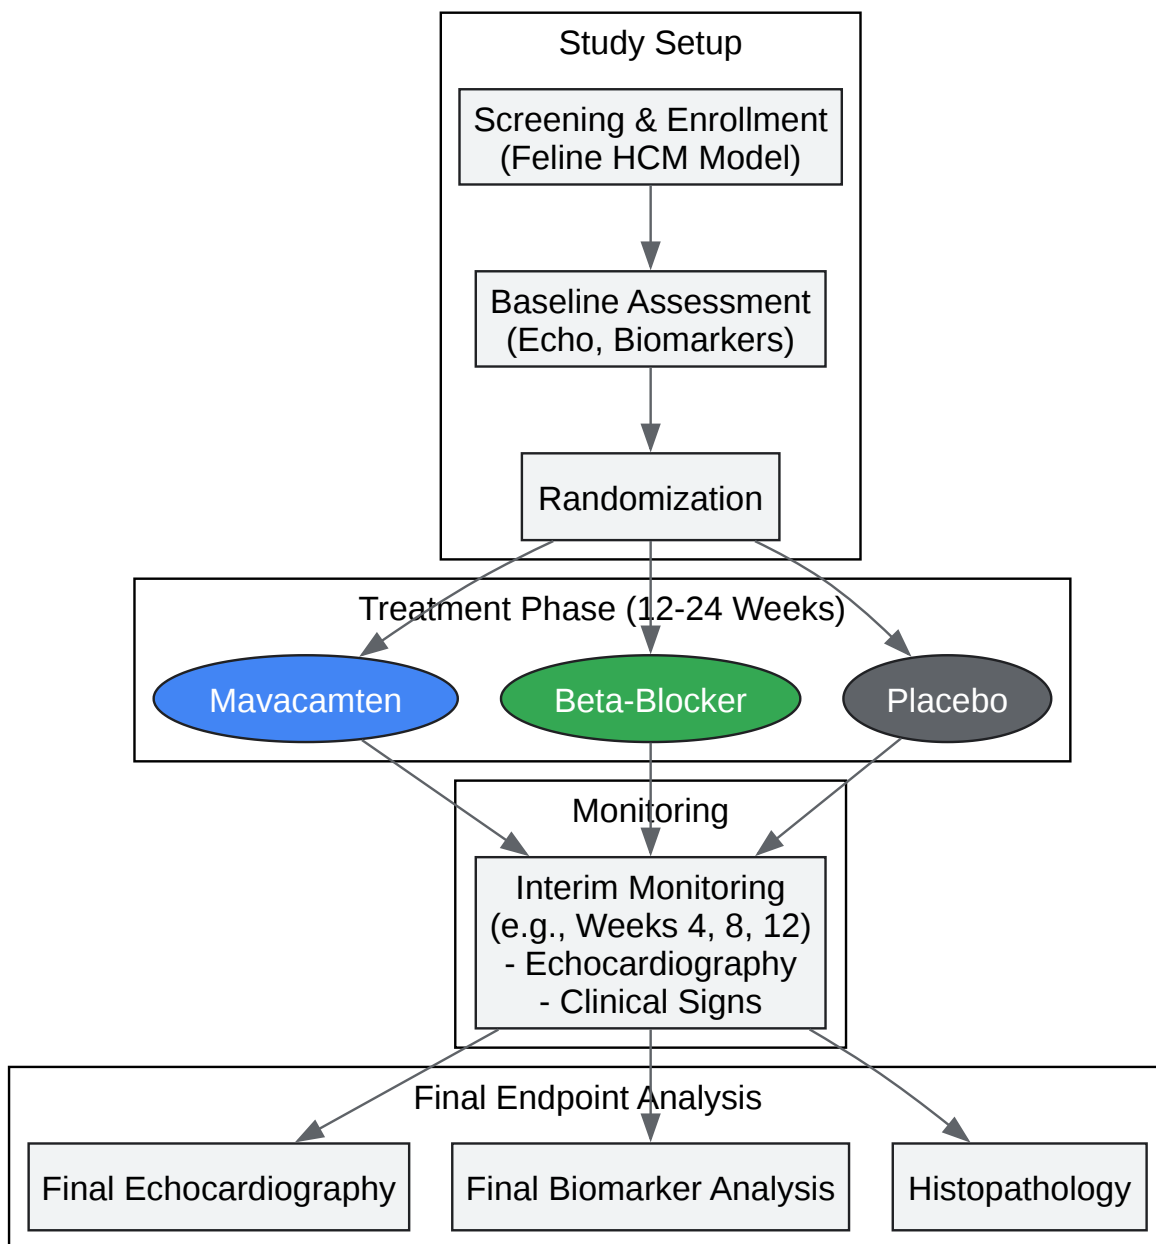 Study Setup
Screening & Enrollment
(Feline HCM Model)
Baseline Assessment
(Echo, Biomarkers)
Randomization
Treatment Phase (12-24 Weeks)
Mavacamten
Beta-Blocker
Placebo
Monitoring
Interim Monitoring
(e.g., Weeks 4, 8, 12)
- Echocardiography
- Clinical Signs
Final Endpoint Analysis
Final Echocardiography
Final Biomarker Analysis
Histopathology